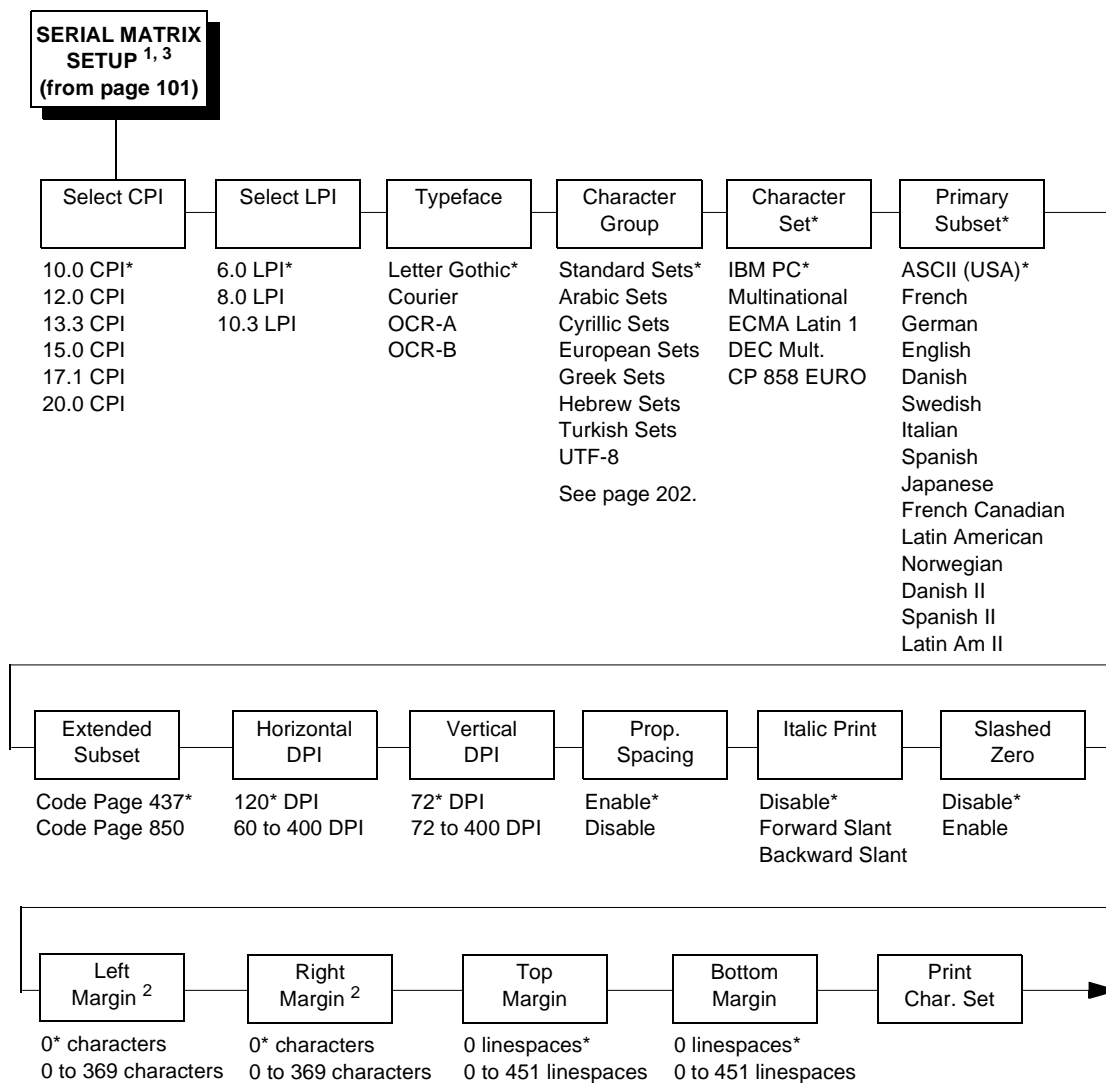 SERIAL MATRIX
SETUP 1, 3
(from page 101)
Select CPI
10.0 CPI*
12.0 CPI
13.3 CPI
15.0 CPI
17.1 CPI
20.0 CPI
Select LPI
6.0 LPI*
8.0 LPI
10.3 LPI
Typeface
Letter Gothic*
Courier
OCR-A
OCR-B
Character
Group
Standard Sets*
Arabic Sets
Cyrillic Sets
European Sets
Greek Sets
Hebrew Sets
Turkish Sets
UTF-8
See page 202.
Character
Set*
IBM PC*
Multinational
ECMA Latin 1
DEC Mult.
CP 858 EURO
Primary
Subset*
ASCII (USA)*
French
German
English
Danish
Swedish
Italian
Spanish
Japanese
French Canadian
Latin American
Norwegian
Danish II
Spanish II
Latin Am II
Extended
Subset
Code Page 437*
Code Page 850
Horizontal
DPI
120* DPI
60 to 400 DPI
Vertical
DPI
72* DPI
72 to 400 DPI
Prop.
Spacing
Enable*
Disable
Italic Print
Disable*
Forward Slant
Backward Slant
Slashed
Zero
Disable*
Enable
Left
Margin 2
0* characters
0 to 369 characters
Right
Margin 2
0* characters
0 to 369 characters
Top
Margin
0 linespaces*
0 to 451 linespaces
Bottom
Margin
0 linespaces*
0 to 451 linespaces
Print
Char. Set